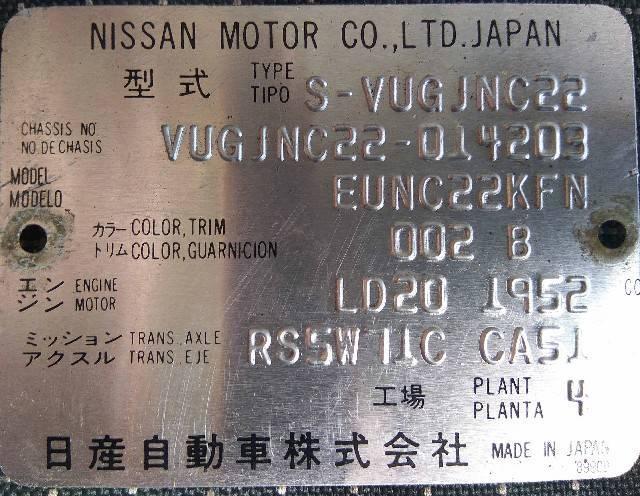 NISSAN MOTOR CO.,LTD.JAPAN
型式 TYPE TIPO S-VUGJNC22
CHASSIS NO NO.DE CHASIS VUGJNC22-014203
MODEL MODELO EUNC22KFN
カラー COLOR,TRIM トリム COLOR,GUARNICION 002 B
エンジン ENGINE MOTOR LD20 1952 CC
ミッション TRANS.,AXLE アクスル TRANS.,EJE RS5W71C CA51
工場 PLANT PLANTA 4
日産自動車株式会社 MADE IN JAPAN